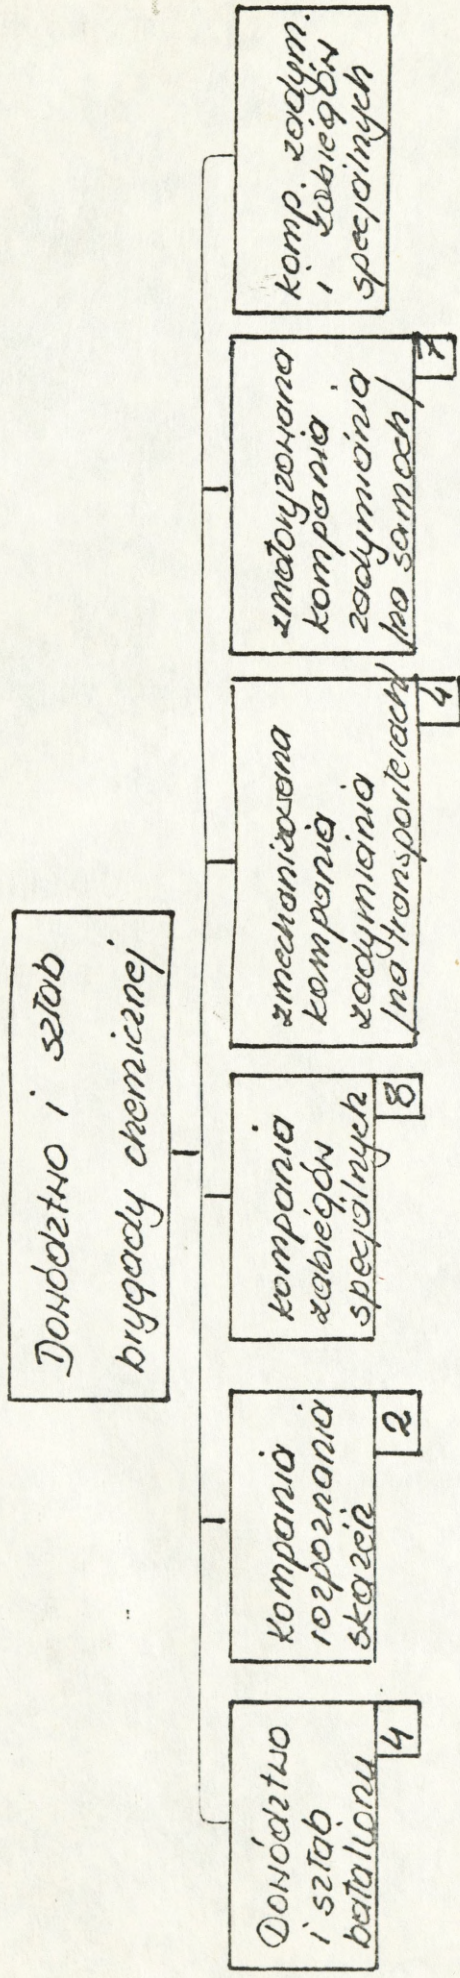 Dowództwo i sztab
brygady chemicznej
Dowództwo
i sztab
batalionu
4
Kompania
rozpoznania
skażeń
2
kompania
zabiegów
specjalnych
8
zmechanizowana
kompania
zadymiania
/na transporterach/
4
zmotoryzowana
kompania
zadymiania
/na samoch/
7
komp. zadym.
i zabiegów
specjalnych